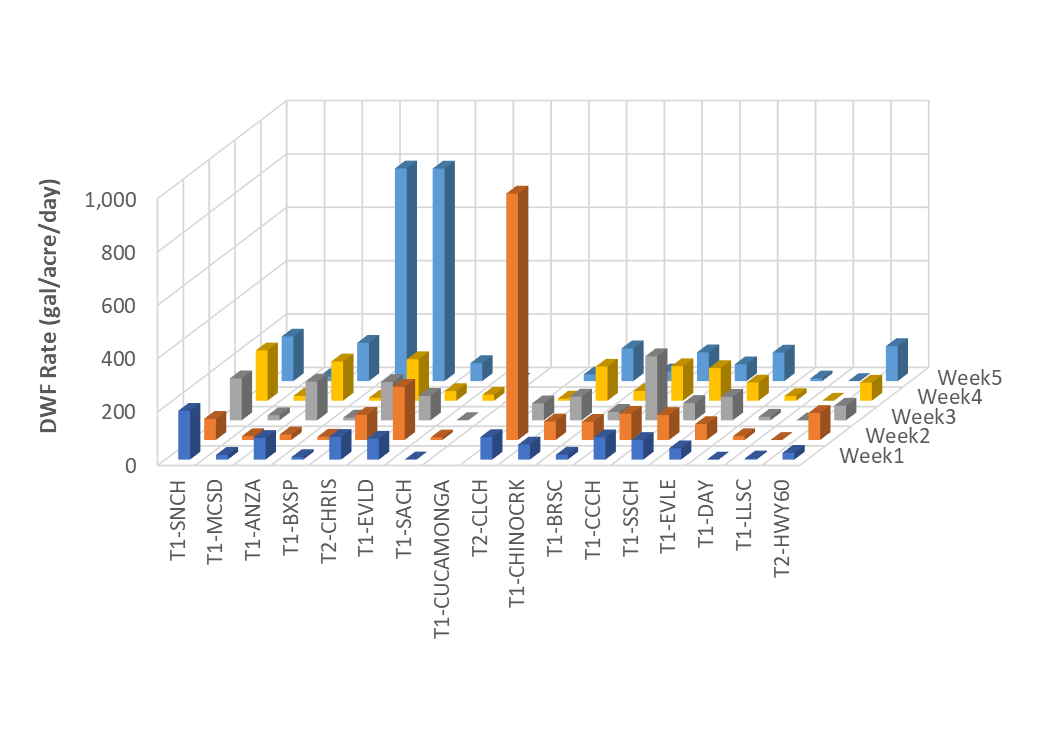 DWF Rate (gal/acre/day)
1,000
800
600
400
200
0
Week5
Week4
Week3
Week2
Week1
T1-SNCH
T1-MCSD
T1-ANZA
T1-BXSP
T2-CHRIS
T1-EVLD
T1-SACH
T1-CUCAMONGA
T2-CLCH
T1-CHINOCRK
T1-BRSC
T1-CCCH
T1-SSCH
T1-EVLE
T1-DAY
T1-LLSC
T2-HWY60